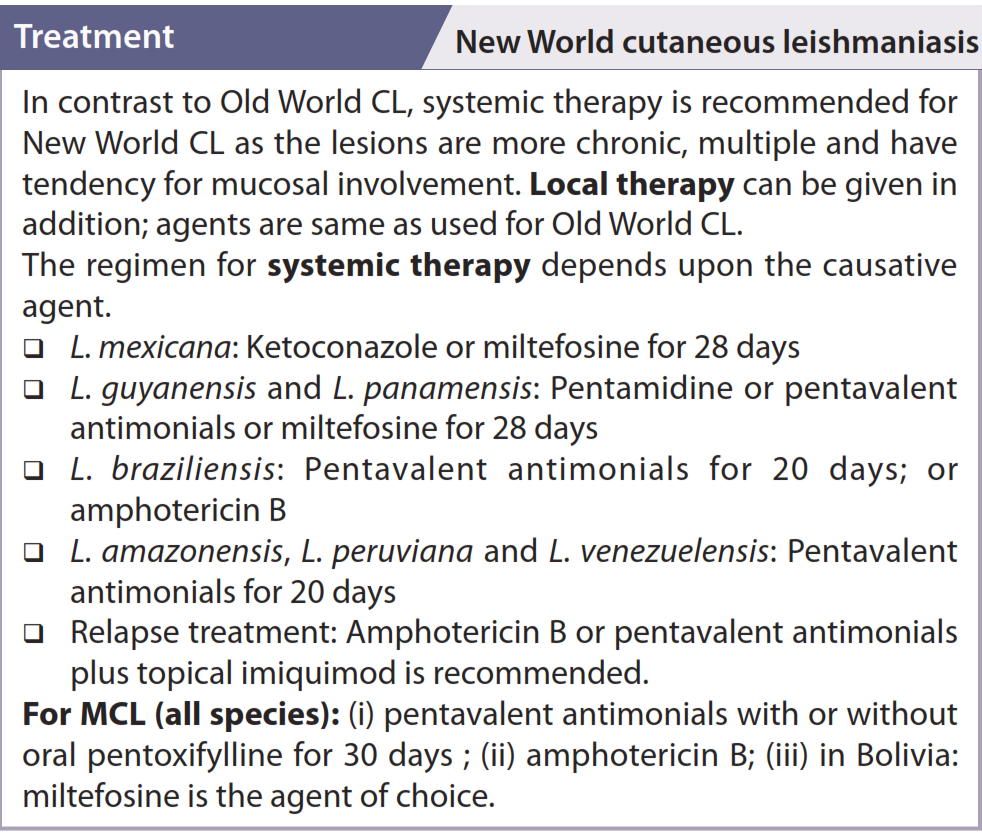 Treatment
New World cutaneous leishmaniasis
In contrast to Old World CL, systemic therapy is recommended for
New World CL as the lesions are more chronic, multiple and have
tendency for mucosal involvement. Local therapy can be given in
addition; agents are same as used for Old World CL.
The regimen for systemic therapy depends upon the causative
agent.
❑ L. mexicana: Ketoconazole or miltefosine for 28 days
❑ L. guyanensis and L. panamensis: Pentamidine or pentavalent
antimonials or miltefosine for 28 days
❑ L. braziliensis: Pentavalent antimonials for 20 days; or
amphotericin B
❑ L. amazonensis, L. peruviana and L. venezuelensis: Pentavalent
antimonials for 20 days
❑ Relapse treatment: Amphotericin B or pentavalent antimonials
plus topical imiquimod is recommended.
For MCL (all species): (i) pentavalent antimonials with or without
oral pentoxifylline for 30 days ; (ii) amphotericin B; (iii) in Bolivia:
miltefosine is the agent of choice.